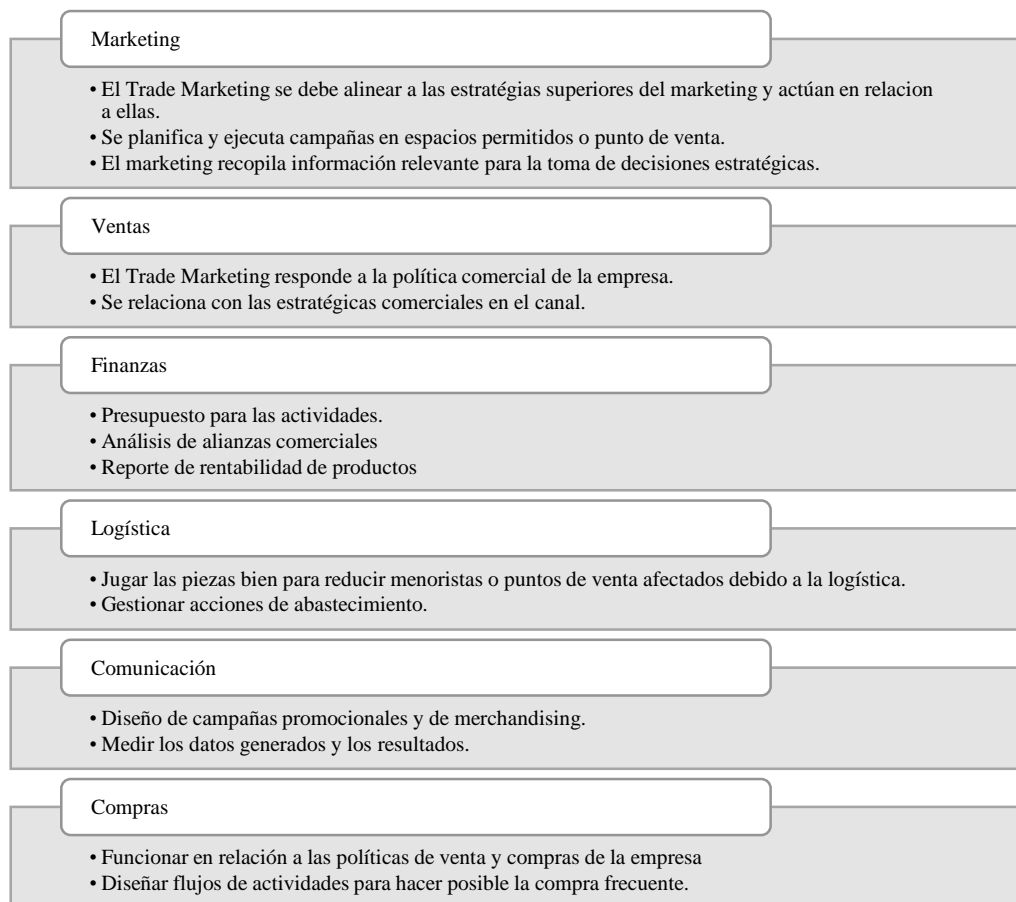 Marketing
• El Trade Marketing se debe alinear a las estratégias superiores del marketing y actúan en relacion
a ellas.
• Se planifica y ejecuta campañas en espacios permitidos o punto de venta.
• El marketing recopila información relevante para la toma de decisiones estratégicas.
Ventas
• El Trade Marketing responde a la política comercial de la empresa.
• Se relaciona con las estratégicas comerciales en el canal.
Finanzas
• Presupuesto para las actividades.
• Análisis de alianzas comerciales
• Reporte de rentabilidad de productos
Logística
• Jugar las piezas bien para reducir menoristas o puntos de venta afectados debido a la logística.
• Gestionar acciones de abastecimiento.
Comunicación
• Diseño de campañas promocionales y de merchandising.
• Medir los datos generados y los resultados.
Compras
• Funcionar en relación a las políticas de venta y compras de la empresa
• Diseñar flujos de actividades para hacer posible la compra frecuente.